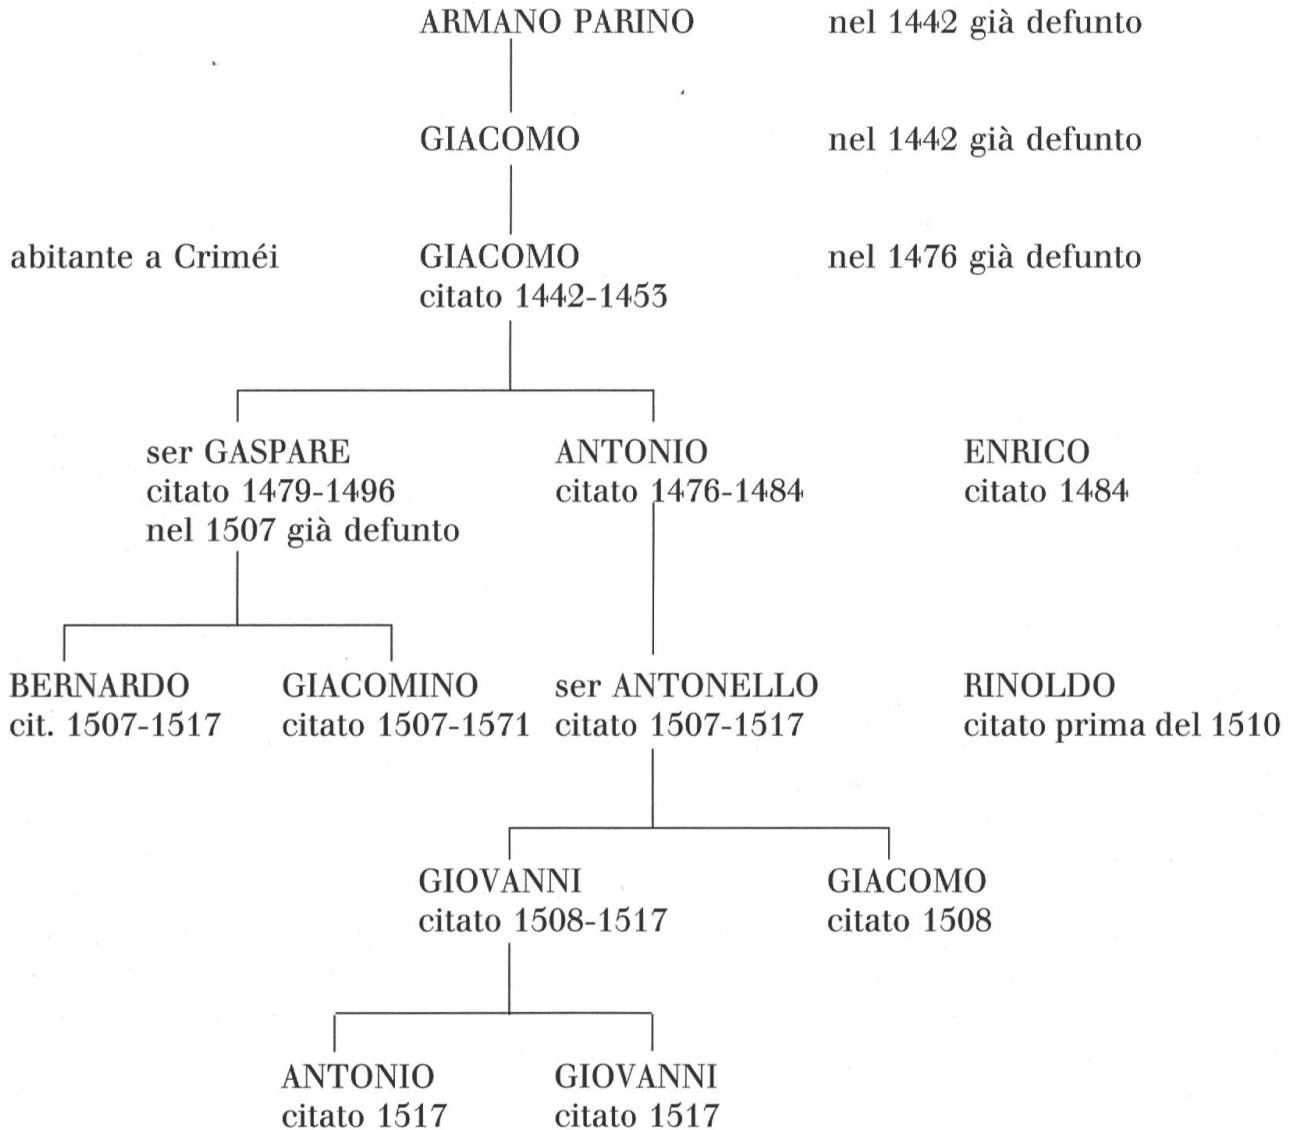 ARMANO PARINO nel 1442 già defunto
GIACOMO nel 1442 già defunto
abitante a Criméi GIACOMO nel 1476 già defunto
citato 1442-1453
ser GASPARE ANTONIO ENRICO
citato 1479-1496 citato 1476-1484 citato 1484
nel 1507 già defunto
BERNARDO GIACOMINO ser ANTONELLO RINOLDO
cit. 1507-1517 citato 1507-1571 citato 1507-1517 citato prima del 1510
GIOVANNI GIACOMO
citato 1508-1517 citato 1508
ANTONIO GIOVANNI
citato 1517 citato 1517